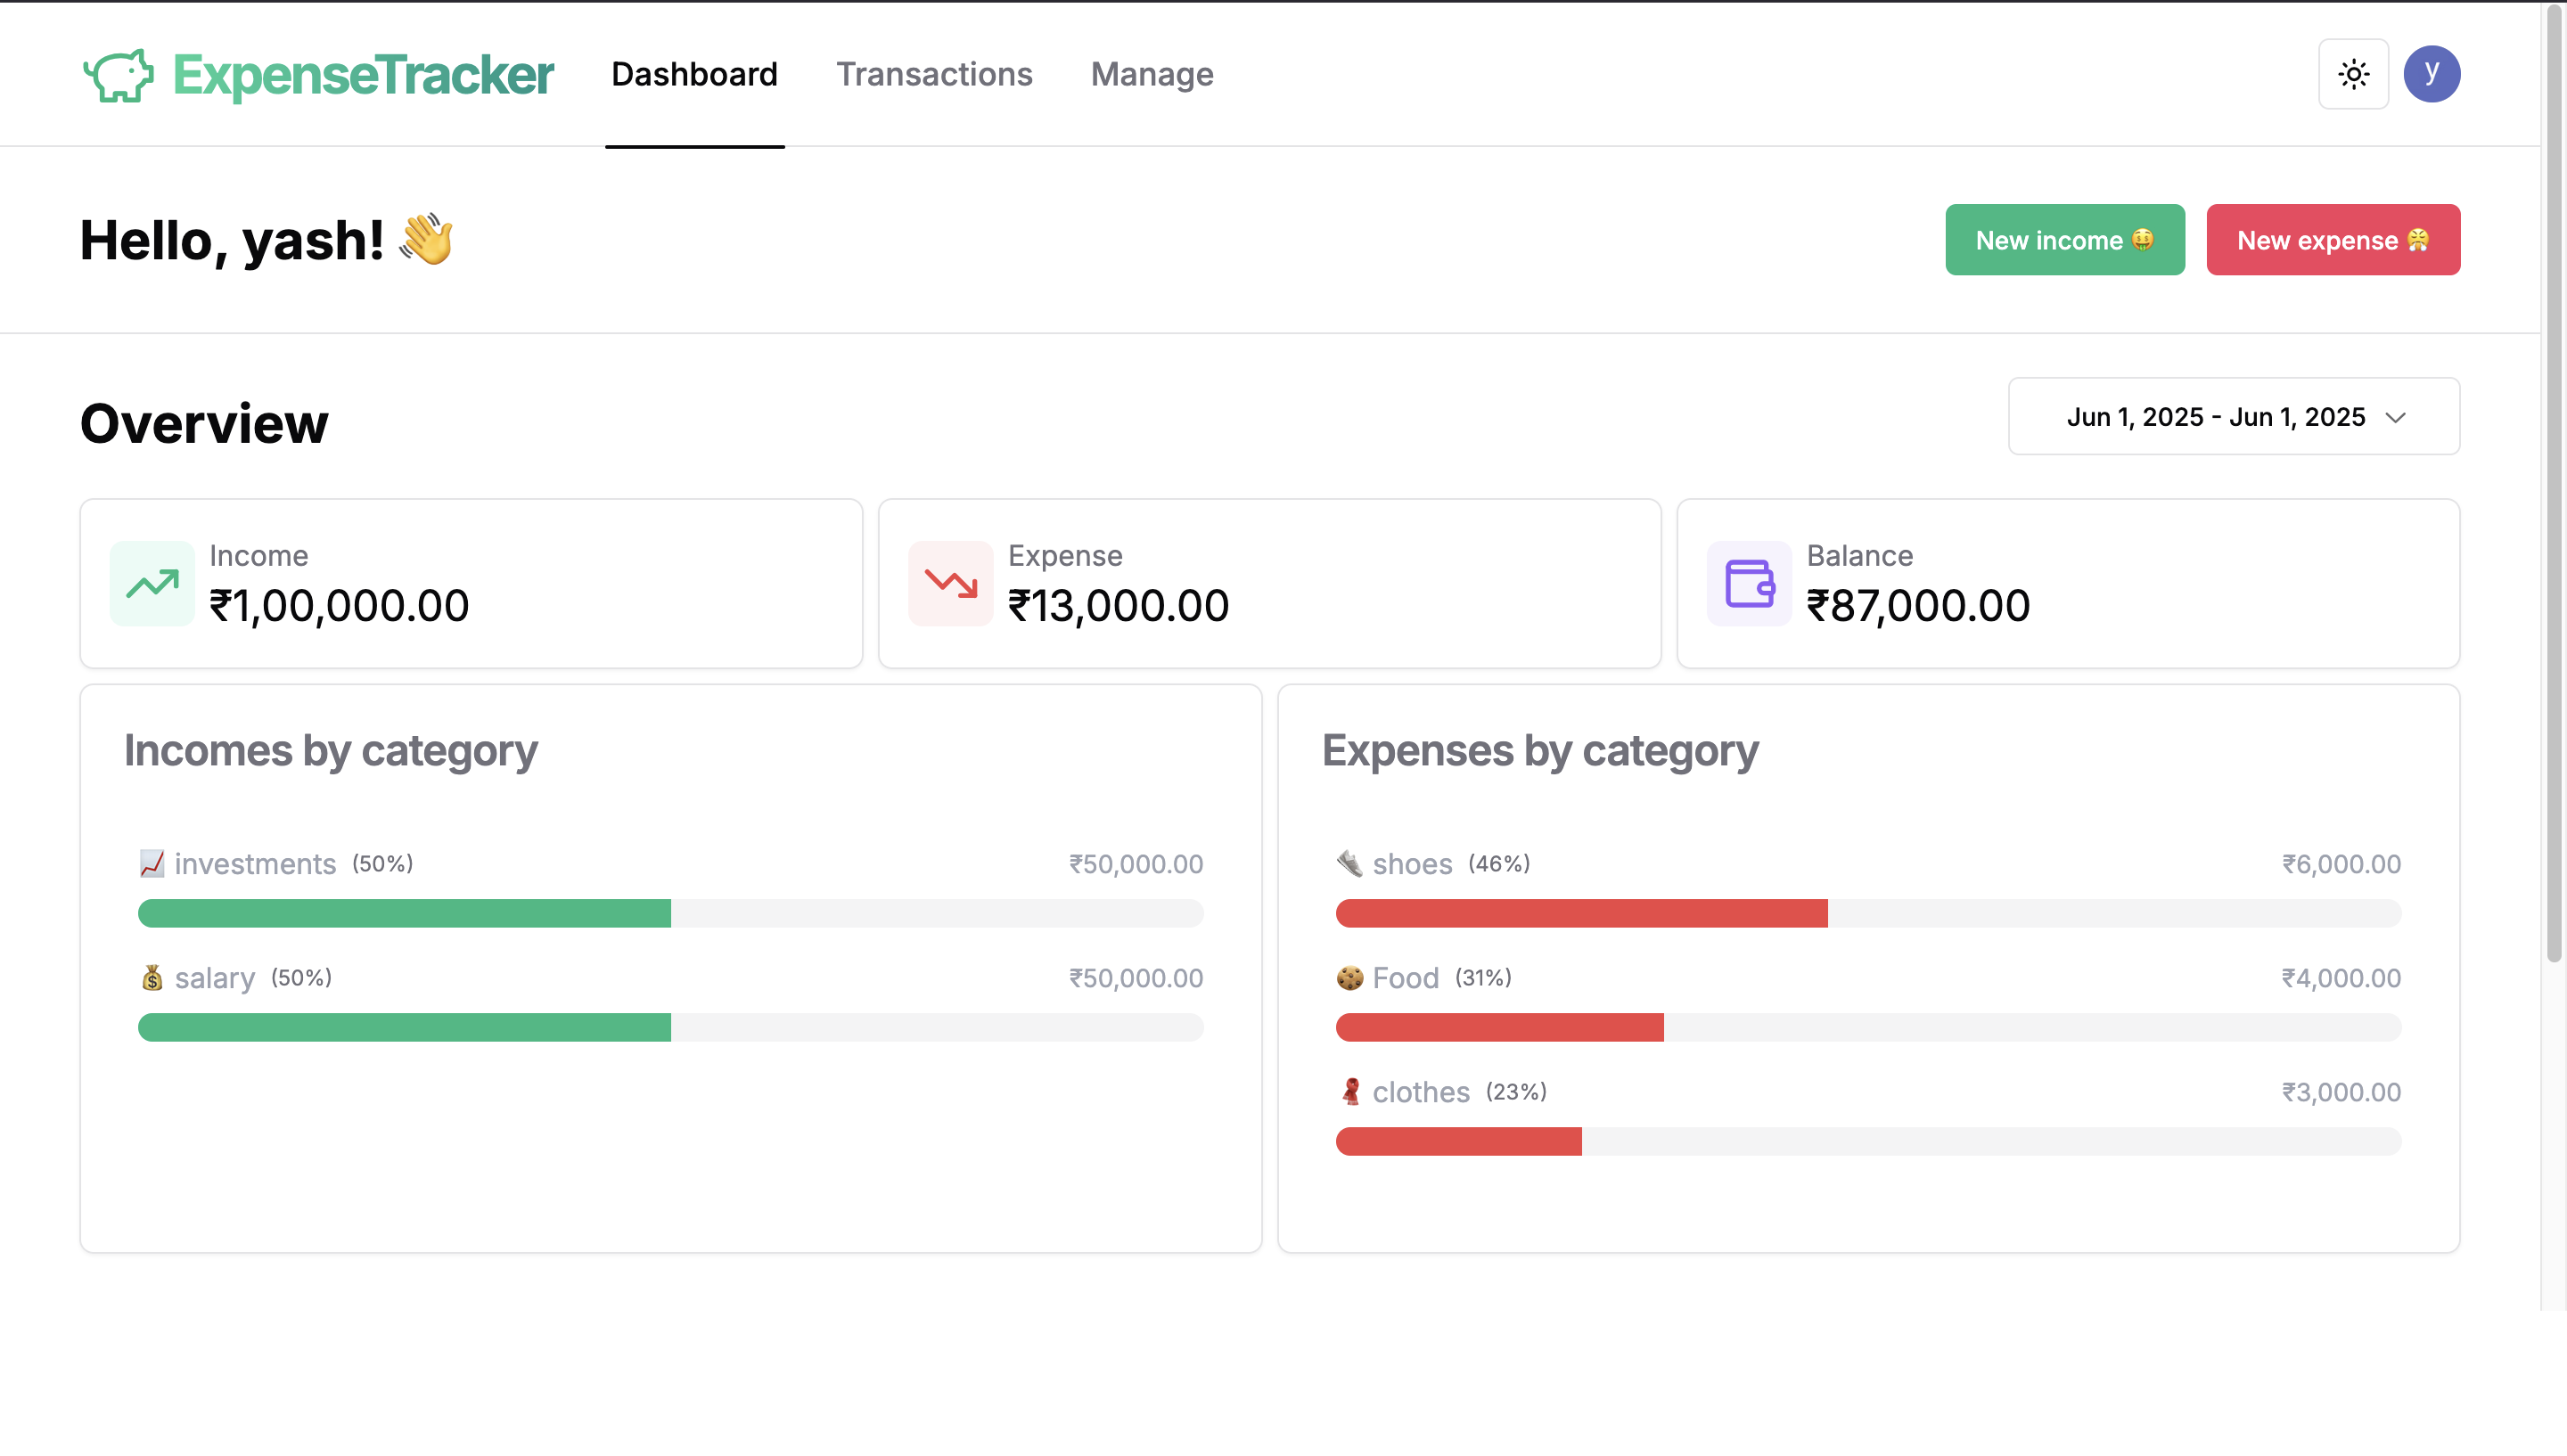 ExpenseTracker Dashboard Transactions Manage y
Hello, yash! 👋 New income 🤑 New expense 😤
Overview Jun 1, 2025 - Jun 1, 2025
Income Expense Balance
₹1,00,000.00 ₹13,000.00 ₹87,000.00
Incomes by category
📈 investments (50%) ₹50,000.00
💰 salary (50%) ₹50,000.00
Expenses by category
👟 shoes (46%) ₹6,000.00
🍪 Food (31%) ₹4,000.00
🧣 clothes (23%) ₹3,000.00